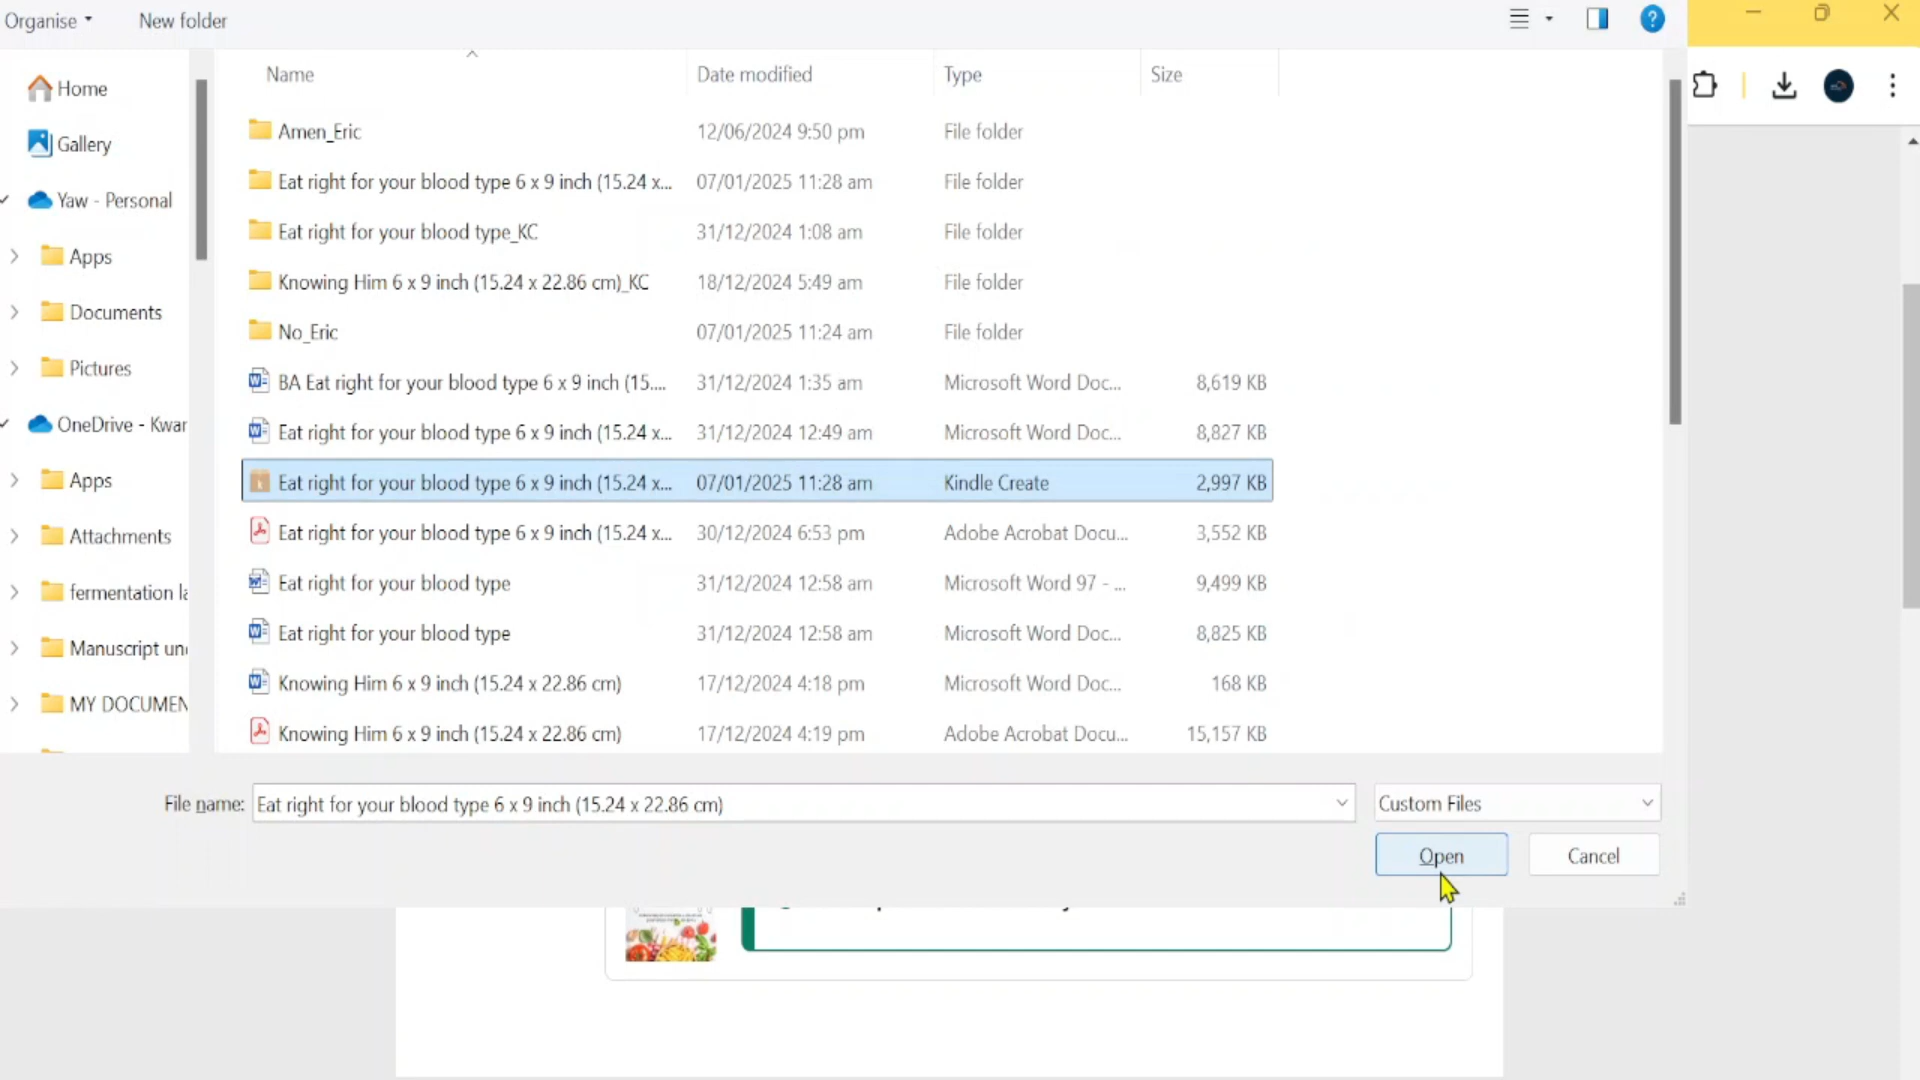 Organise New folder
Name Date modified Type Size
Home
Gallery
Yaw - Personal
Apps
Documents
Pictures
OneDrive - Kwar
Apps
Attachments
fermentation la
Manuscript un
MY DOCUMEN
Amen_Eric 12/06/2024 9:50 pm File folder
Eat right for your blood type 6 x 9 inch (15.24 x... 07/01/2025 11:28 am File folder
Eat right for your blood type_KC 31/12/2024 1:08 am File folder
Knowing Him 6 x 9 inch (15.24 x 22.86 cm)_KC 18/12/2024 5:49 am File folder
No_Eric 07/01/2025 11:24 am File folder
BA Eat right for your blood type 6 x 9 inch (15.... 31/12/2024 1:35 am Microsoft Word Doc... 8,619 KB
Eat right for your blood type 6 x 9 inch (15.24 x... 31/12/2024 12:49 am Microsoft Word Doc... 8,827 KB
Eat right for your blood type 6 x 9 inch (15.24 x... 07/01/2025 11:28 am Kindle Create 2,997 KB
Eat right for your blood type 6 x 9 inch (15.24 x... 30/12/2024 6:53 pm Adobe Acrobat Docu... 3,552 KB
Eat right for your blood type 31/12/2024 12:58 am Microsoft Word 97 - ... 9,499 KB
Eat right for your blood type 31/12/2024 12:58 am Microsoft Word Doc... 8,825 KB
Knowing Him 6 x 9 inch (15.24 x 22.86 cm) 17/12/2024 4:18 pm Microsoft Word Doc... 168 KB
Knowing Him 6 x 9 inch (15.24 x 22.86 cm) 17/12/2024 4:19 pm Adobe Acrobat Docu... 15,157 KB
File name: Eat right for your blood type 6 x 9 inch (15.24 x 22.86 cm) Custom Files
Open Cancel